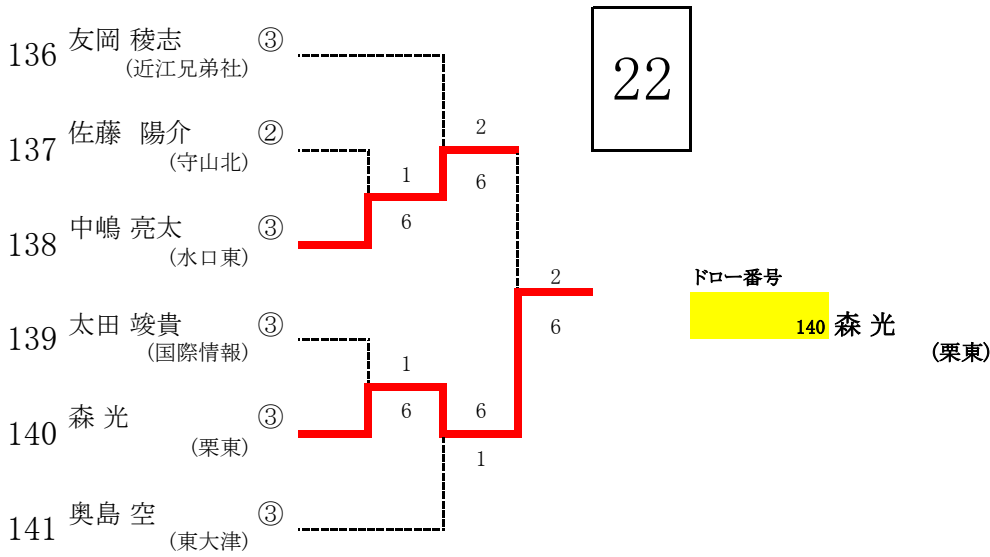 136 友岡 稜志 ③
(近江兄弟社)
22
137 佐藤 陽介 ②
(守山北)
2
6
1
6
138 中嶋 亮太 ③
(水口東)
2
6
ドロー番号
140 森 光
(栗東)
139 太田 竣貴 ③
(国際情報)
1
6
6
1
140 森 光 ③
(栗東)
141 奥島 空 ③
(東大津)